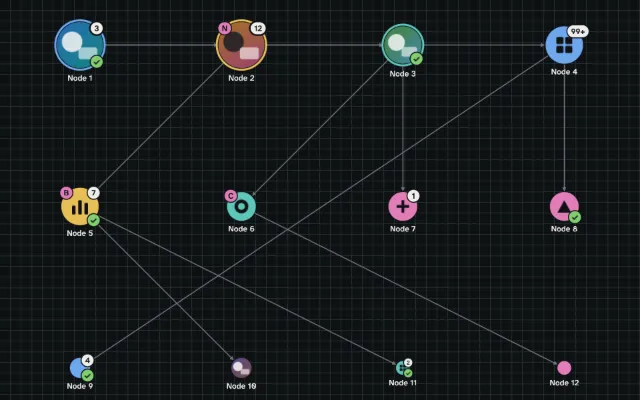 3
N
12
99+
Node 1
Node 2
Node 3
Node 4
B
7
C
1
Node 5
Node 6
Node 7
Node 8
4
2
Node 9
Node 10
Node 11
Node 12